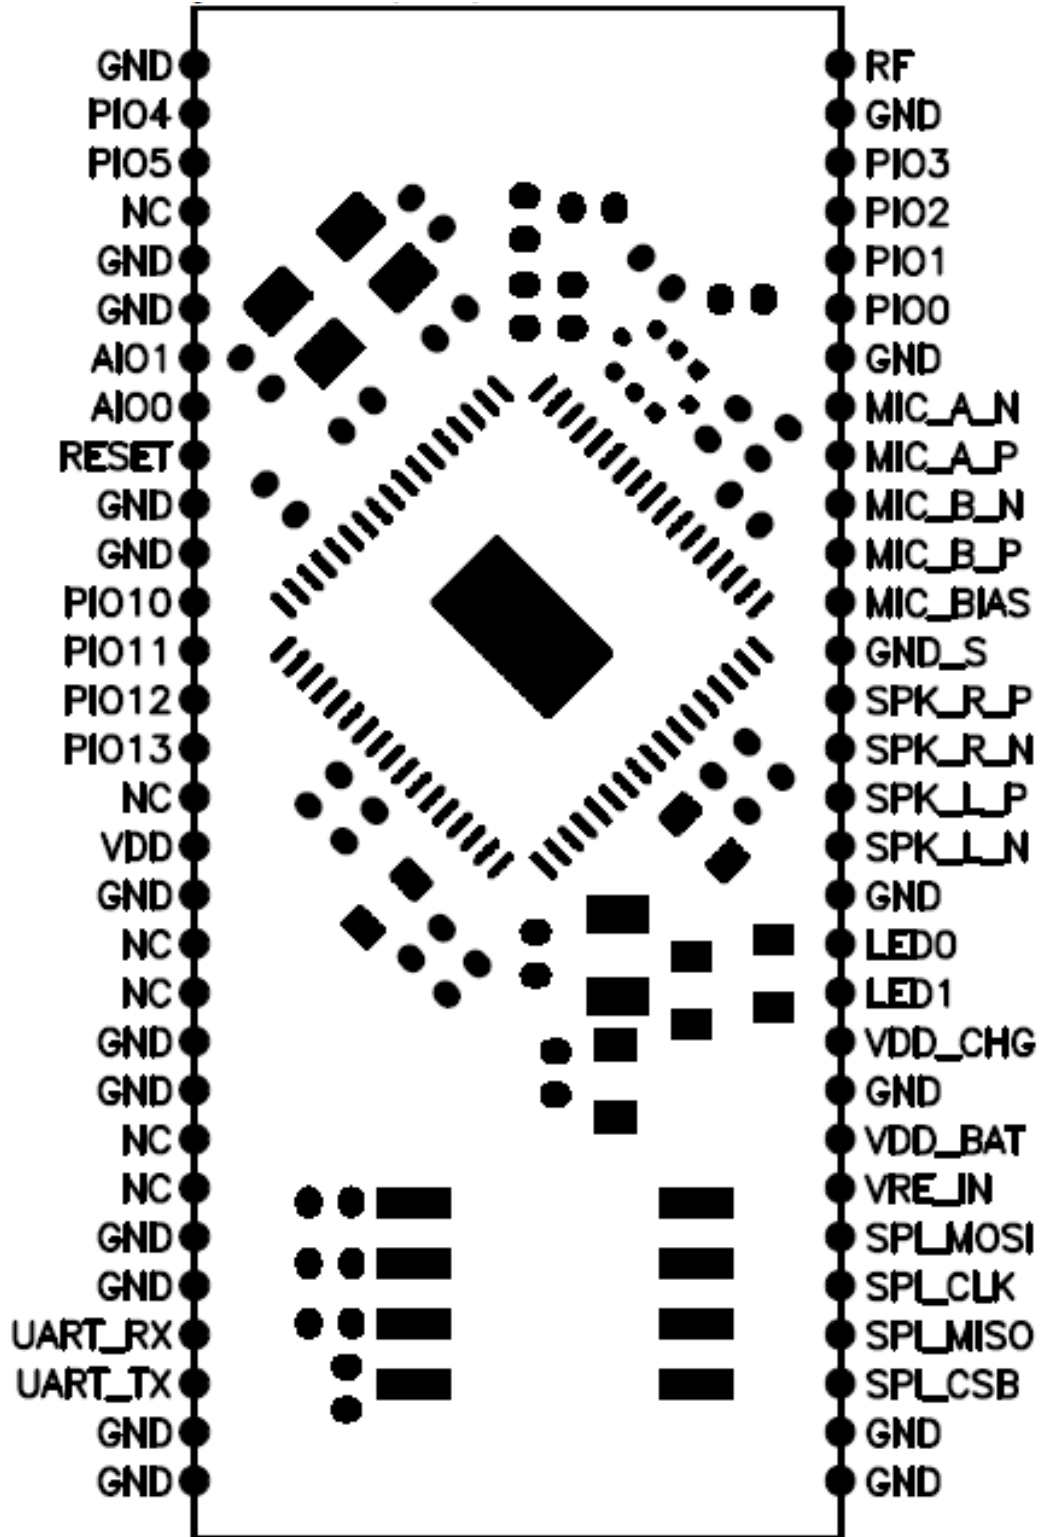 GND
PIO4
PIO5
NC
GND
GND
AIO1
AIO0
RESET
GND
GND
PIO10
PIO11
PIO12
PIO13
NC
VDD
GND
NC
NC
GND
GND
NC
NC
GND
GND
UART_RX
UART_TX
GND
GND
RF
GND
PIO3
PIO2
PIO1
PIO0
GND
MIC_A_N
MIC_A_P
MIC_B_N
MIC_B_P
MIC_BIAS
GND_S
SPK_R_P
SPK_R_N
SPK_L_P
SPK_L_N
GND
LED0
LED1
VDD_CHG
GND
VDD_BAT
VRE_IN
SPI_MOSI
SPI_CLK
SPI_MISO
SPI_CSB
GND
GND